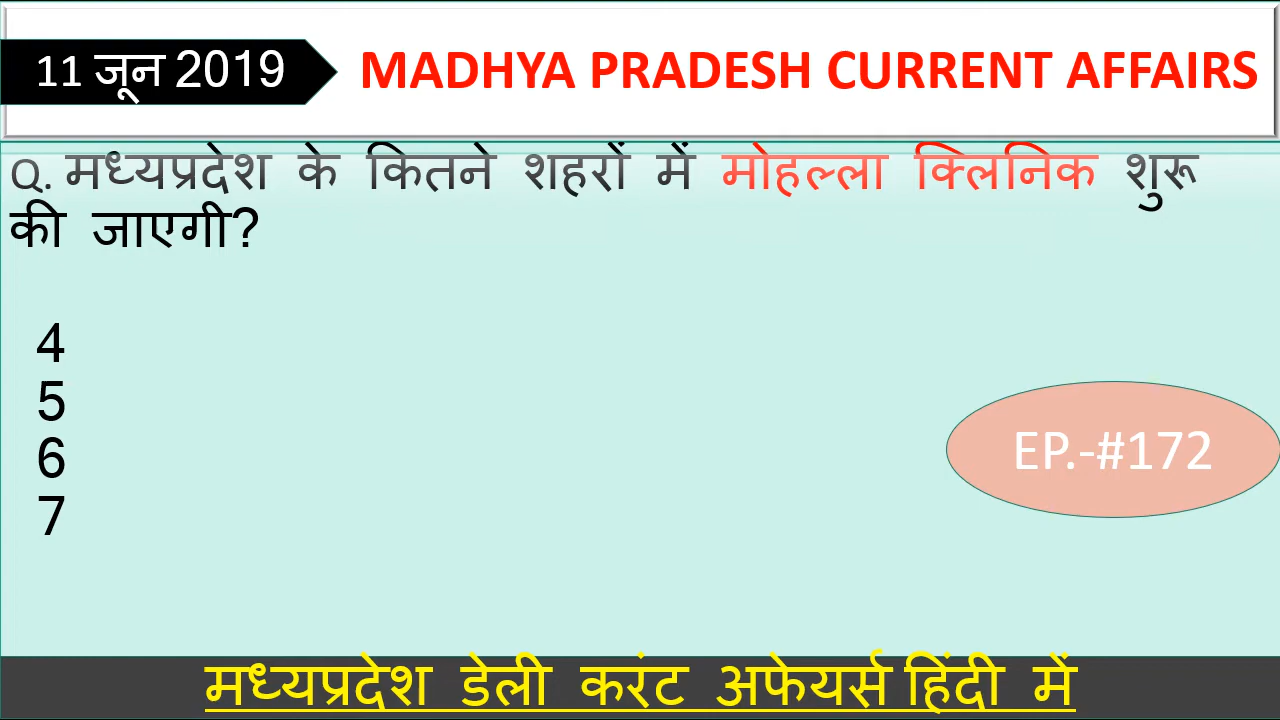 11 जून 2019
MADHYA PRADESH CURRENT AFFAIRS
Q. मध्यप्रदेश के कितने शहरों में मोहल्ला क्लिनिक शुरू
की जाएगी?
4
5
6
7
EP.-#172
मध्यप्रदेश डेली करंट अफेयर्स हिंदी में